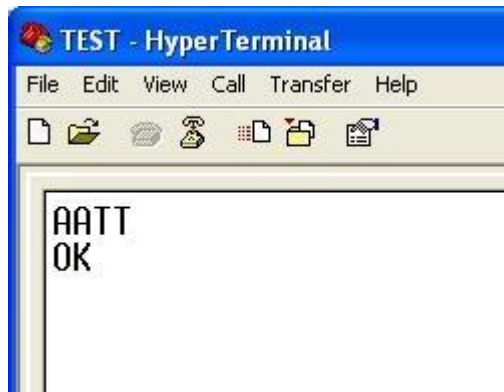 TEST - HyperTerminal
File Edit View Call Transfer Help
AATT
OK